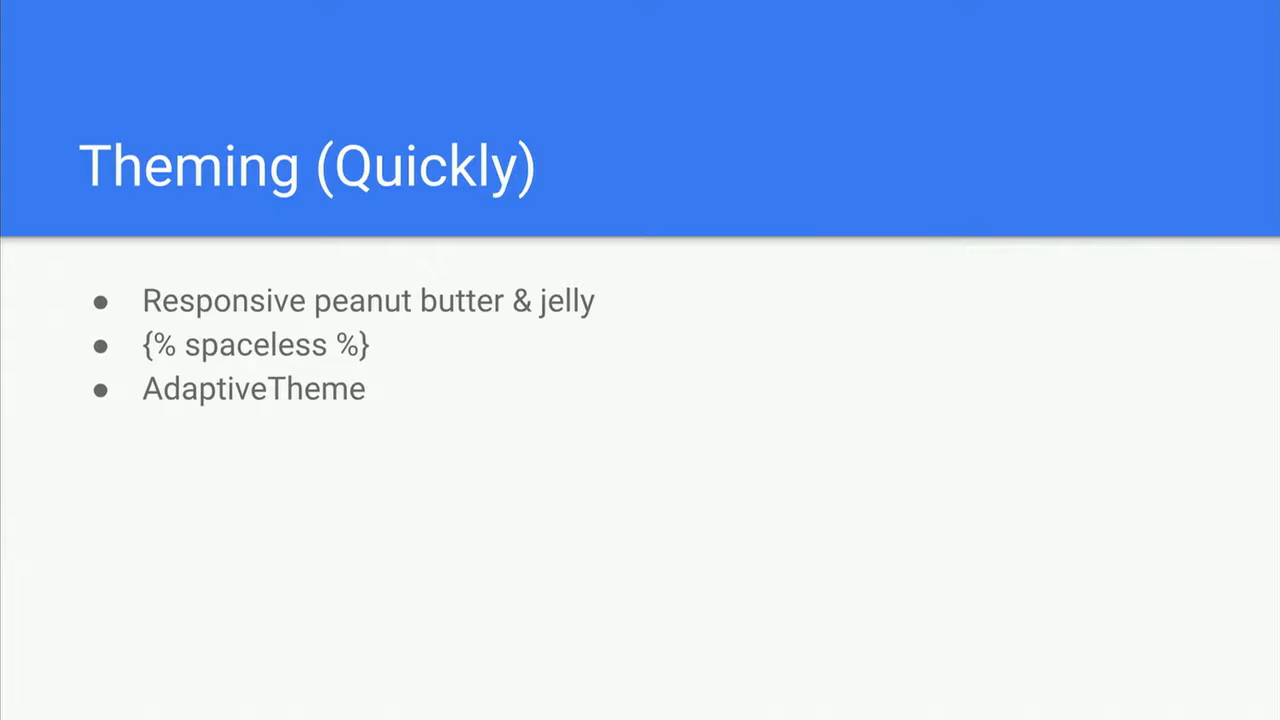 Theming (Quickly)
● Responsive peanut butter & jelly
● {% spaceless %}
● AdaptiveTheme